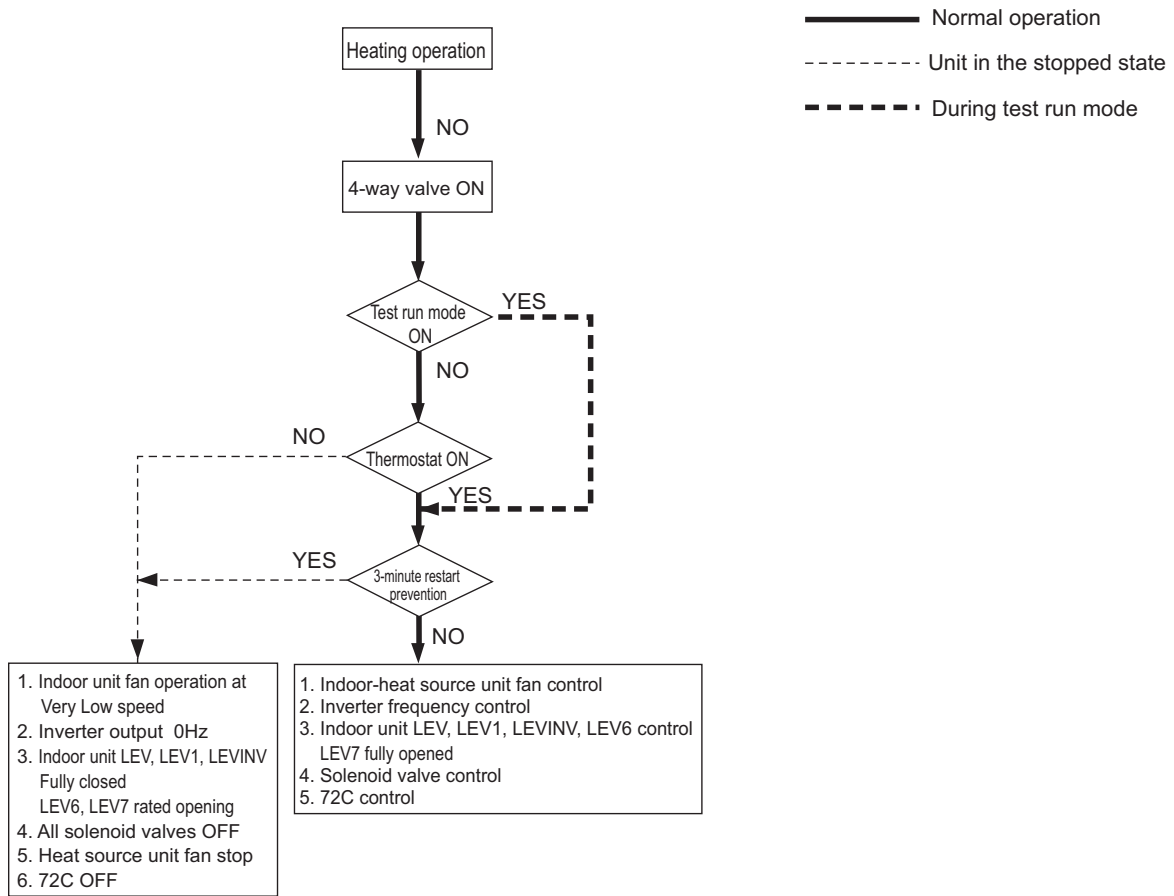 Normal operation
Unit in the stopped state
During test run mode
Heating operation
NO
4-way valve ON
Test run mode
ON
YES
NO
Thermostat ON
NO
YES
3-minute restart
prevention
YES
NO
1. Indoor unit fan operation at
Very Low speed
2. Inverter output 0Hz
3. Indoor unit LEV, LEV1, LEVINV
Fully closed
LEV6, LEV7 rated opening
4. All solenoid valves OFF
5. Heat source unit fan stop
6. 72C OFF
1. Indoor-heat source unit fan control
2. Inverter frequency control
3. Indoor unit LEV, LEV1, LEVINV, LEV6 control
LEV7 fully opened
4. Solenoid valve control
5. 72C control